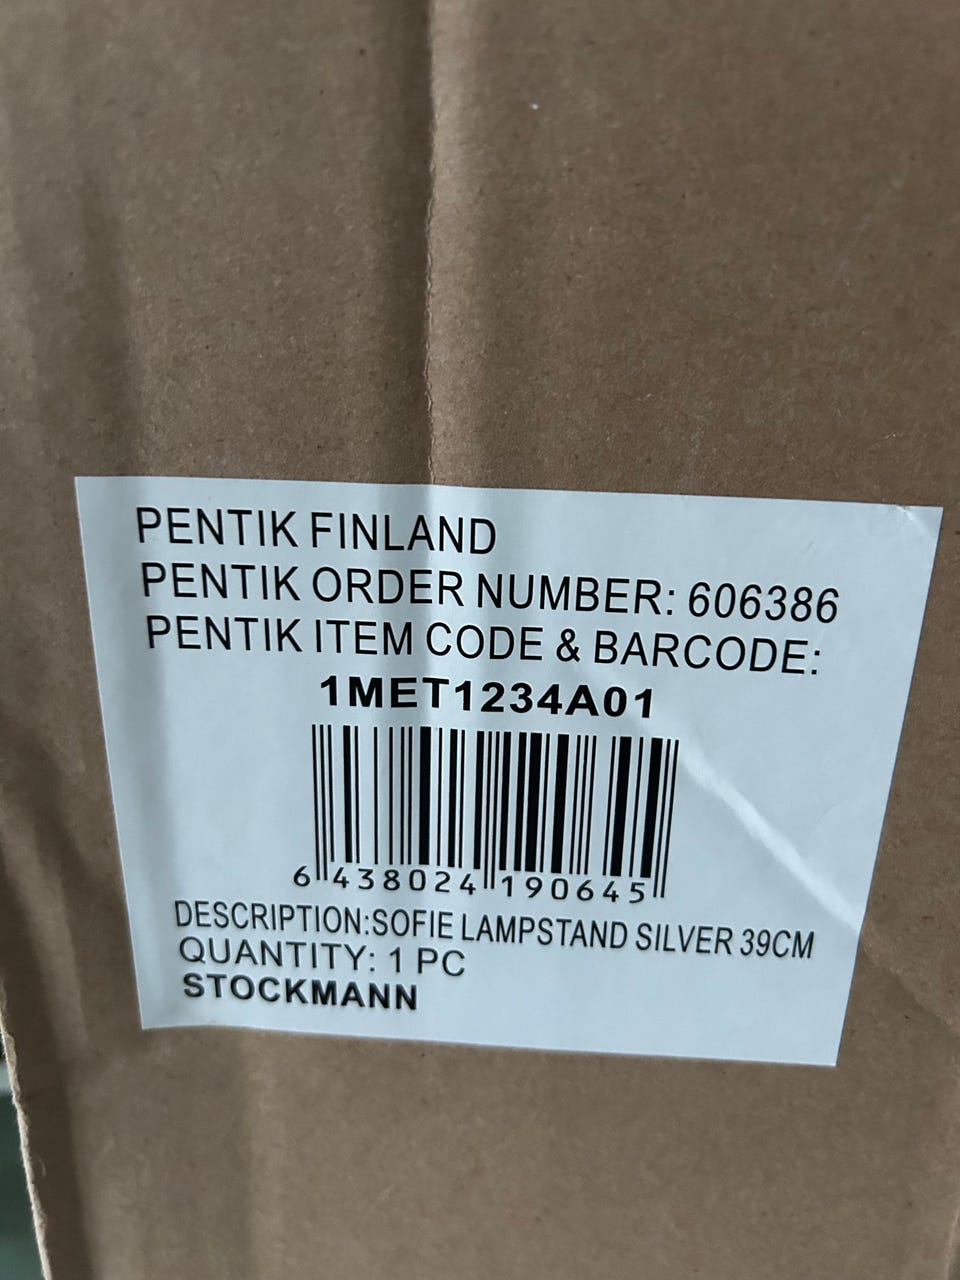 PENTIK FINLAND
PENTIK ORDER NUMBER: 606386
PENTIK ITEM CODE & BARCODE:
1MET1234A01
6 438024 190645
DESCRIPTION:SOFIE LAMPSTAND SILVER 39CM
QUANTITY: 1 PC
STOCKMANN